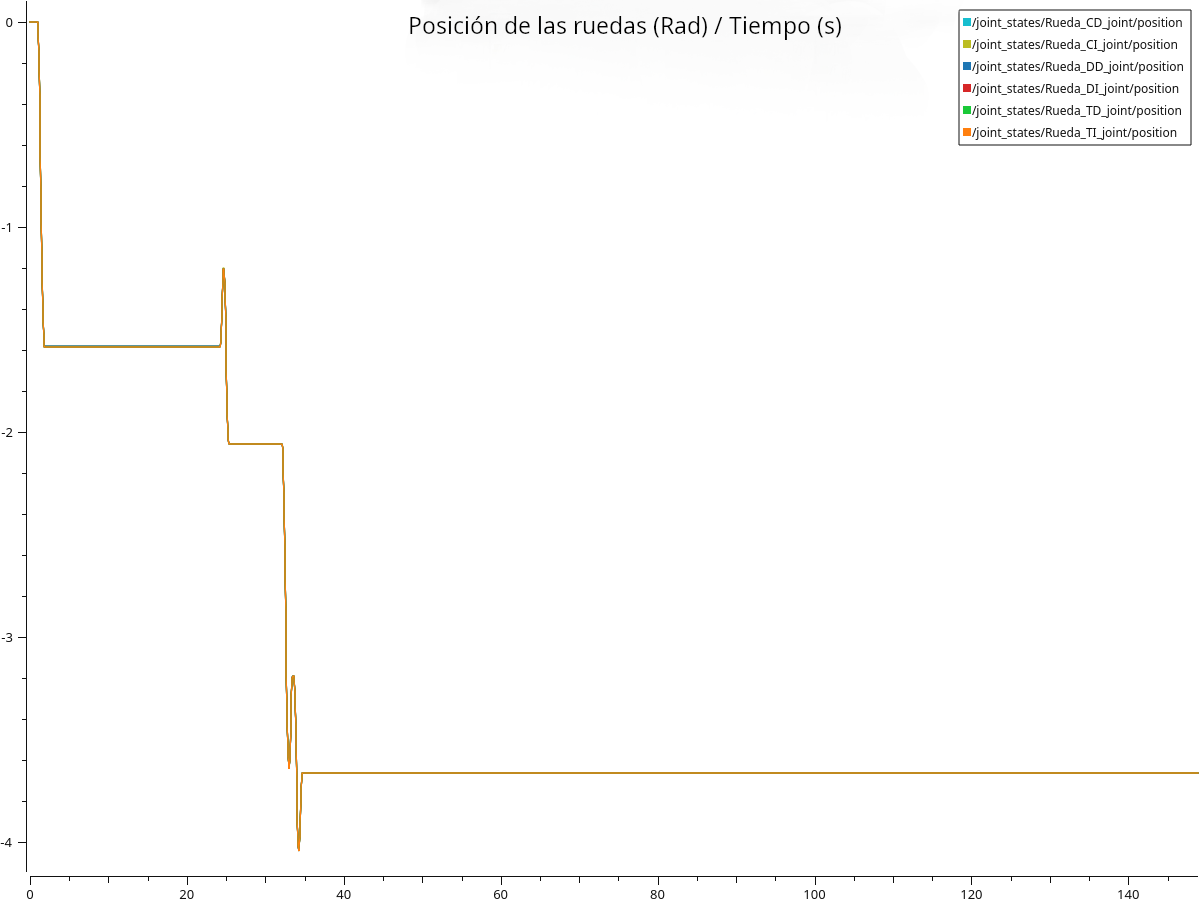 Posición de las ruedas (Rad) / Tiempo (s)
/joint_states/Rueda_CD_joint/position
/joint_states/Rueda_CI_joint/position
/joint_states/Rueda_DD_joint/position
/joint_states/Rueda_DI_joint/position
/joint_states/Rueda_TD_joint/position
/joint_states/Rueda_TI_joint/position
0
-1
-2
-3
-4
0 20 40 60 80 100 120 140